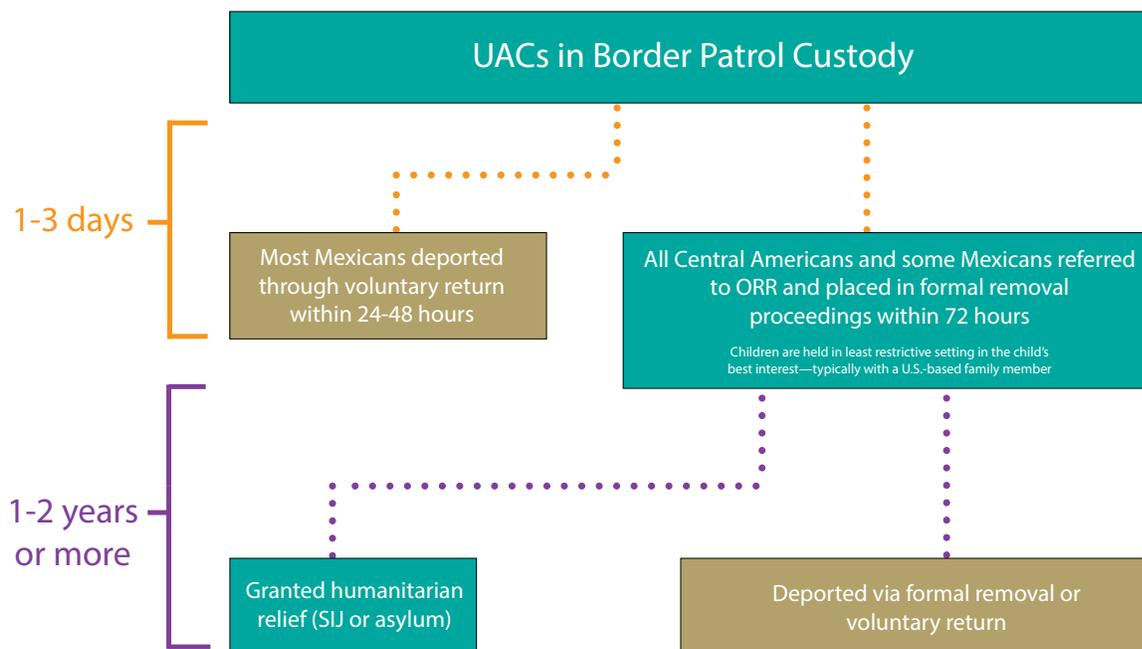 UACs in Border Patrol Custody
1-3 days
Most Mexicans deported
through voluntary return
within 24-48 hours
All Central Americans and some Mexicans referred
to ORR and placed in formal removal
proceedings within 72 hours
Children are held in least restrictive setting in the child's
best interest—typically with a U.S.-based family member
1-2 years
or more
Granted humanitarian
relief (SIJ or asylum)
Deported via formal removal or
voluntary return